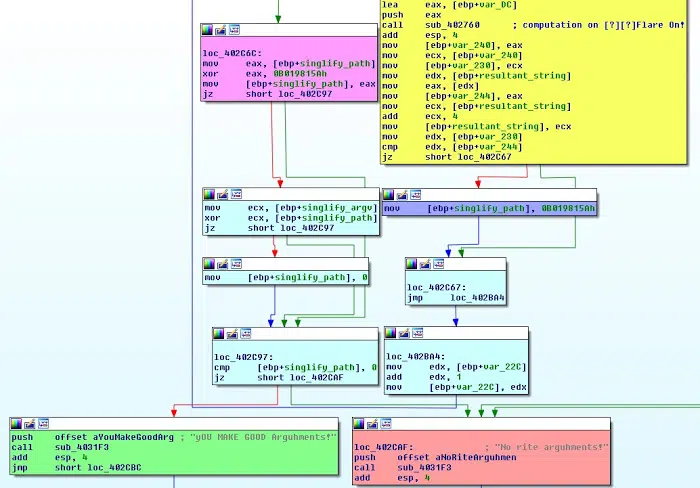 lea eax, [ebp+var_DC]
push eax
call sub_402760 ; computation on [?][?]Flare On!
add esp, 4
mov [ebp+var_240], eax
mov ecx, [ebp+var_240]
mov [ebp+var_230], ecx
mov edx, [ebp+resultant_string]
mov eax, [edx]
mov [ebp+var_244], eax
mov ecx, [ebp+resultant_string]
add ecx, 4
mov [ebp+resultant_string], ecx
mov edx, [ebp+var_230]
cmp edx, [ebp+var_244]
jz short loc_402C67
loc_402C6C:
mov eax, [ebp+singlify_path]
xor eax, 0B019815Ah
mov [ebp+singlify_path], eax
jz short loc_402C97
mov ecx, [ebp+singlify_argv]
xor ecx, [ebp+singlify_path]
jz short loc_402C97
mov [ebp+singlify_path], 0B019815Ah
mov [ebp+singlify_path], 0
loc_402C67:
jmp loc_402BA4
loc_402C97:
cmp [ebp+singlify_path], 0
jz short loc_402CAF
loc_402BA4:
mov edx, [ebp+var_22C]
add edx, 1
mov [ebp+var_22C], edx
push offset aYouMakeGoodArg ; "yOU MAKE GOOD Arguhments!"
call sub_4031F3
add esp, 4
jmp short loc_402CBC
loc_402CAF: ; "No rite arguhments!"
push offset aNoRiteArguhmen
call sub_4031F3
add esp, 4